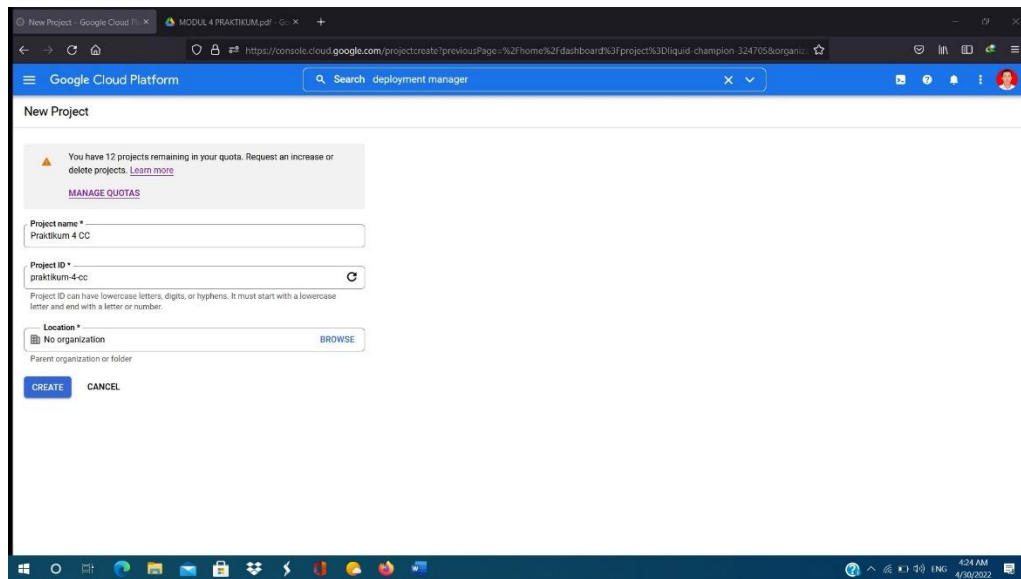 New Project – Google Cloud Pl
MODUL 4 PRAKTIKUM.pdf - Go
https://console.cloud.google.com/projectcreate?previousPage=%2Fhome%2Fdashboard%3Fproject%3Dliquid-champion-324705&organiz
Google Cloud Platform
Search deployment manager
New Project
You have 12 projects remaining in your quota. Request an increase or
delete projects. Learn more
MANAGE QUOTAS
Project name *
Praktikum 4 CC
Project ID *
praktikum-4-cc
Project ID can have lowercase letters, digits, or hyphens. It must start with a lowercase
letter and end with a letter or number.
Location *
No organization BROWSE
Parent organization or folder
CREATE CANCEL
ENG
4:24 AM
4/30/2022